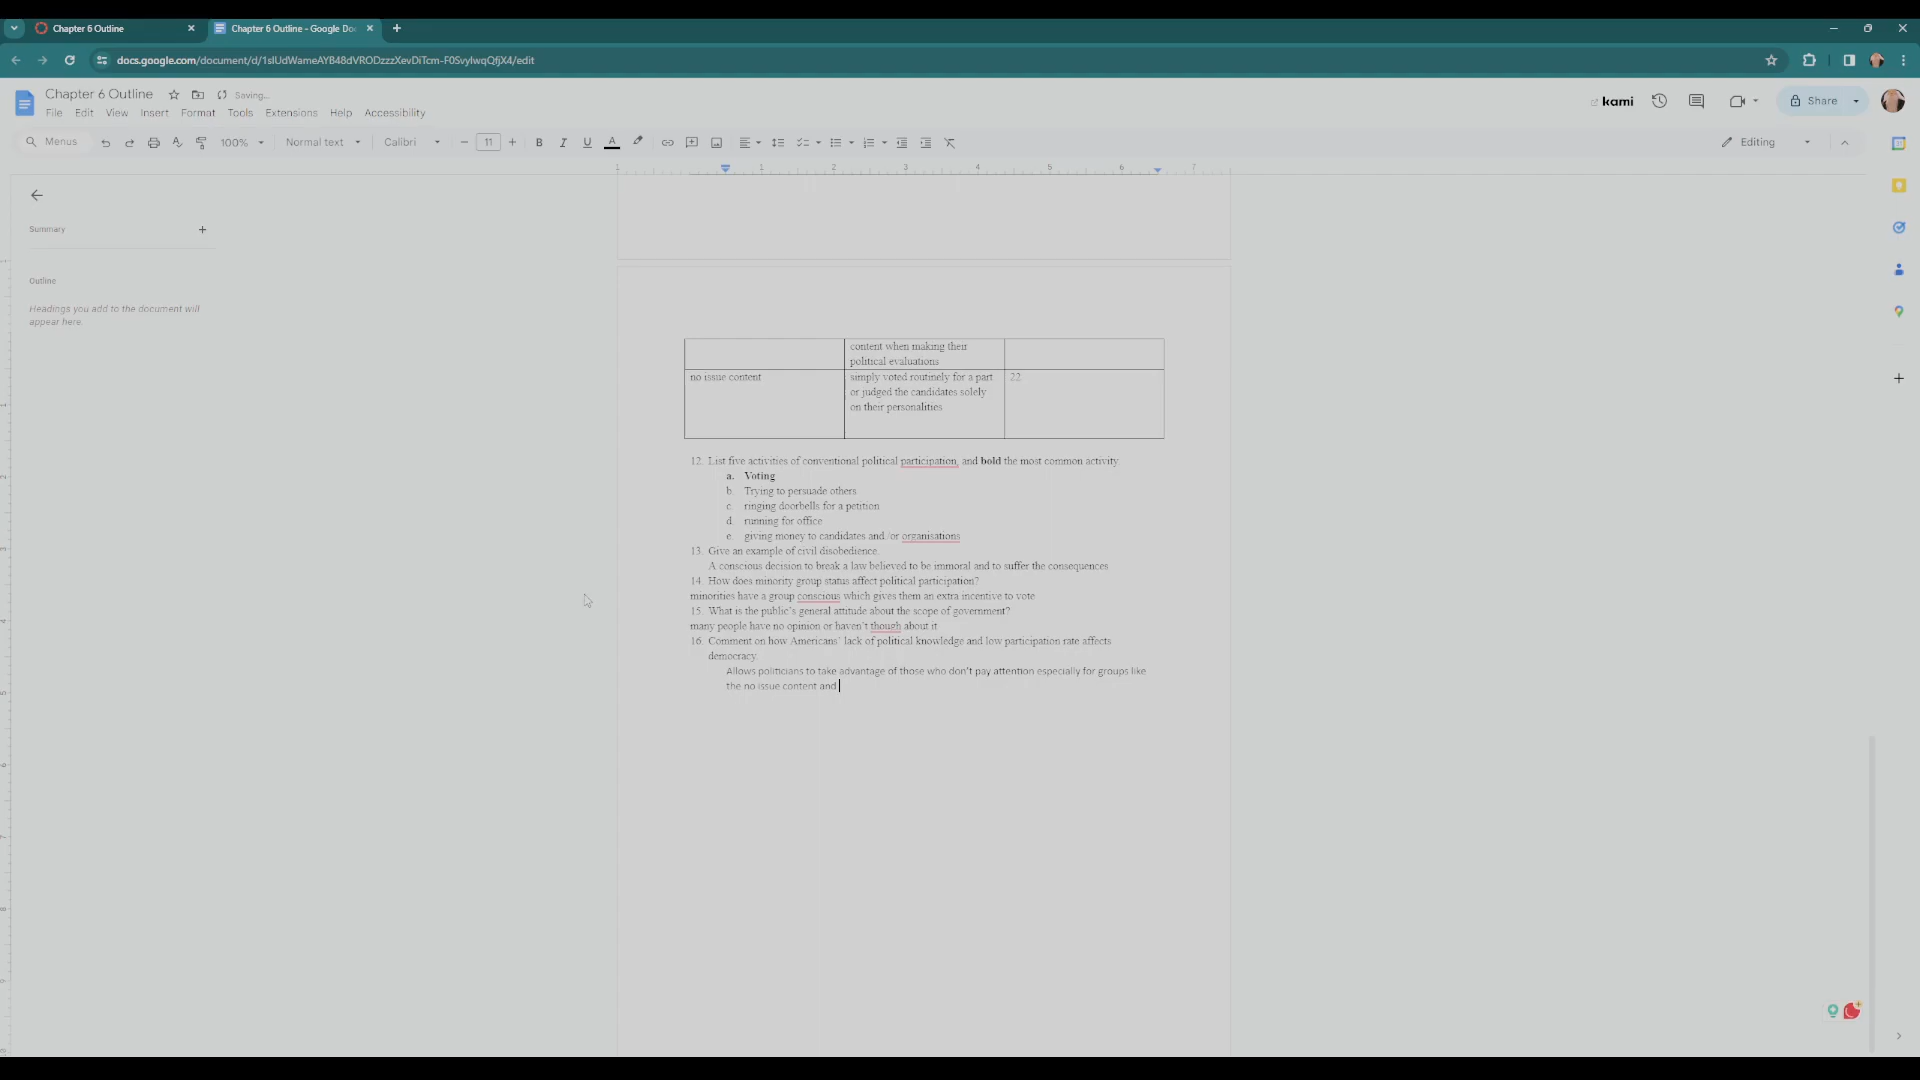 Chapter 6 Outline
Chapter 6 Outline - Google Doc
docs.google.com/document/d/1slUdWameAYB48dVRODzzzXevDiTcm-F0SvylwqQfjX4/edit
Chapter 6 Outline Saving...
File Edit View Insert Format Tools Extensions Help Accessibility
kami
Share
Menus 100% Normal text Calibri 11 B I U A
Editing
1 1 2 3 4 5 6 7
Summary
Outline
Headings you add to the document will
appear here.
content when making their
political evaluations
no issue content
simply voted routinely for a part
or judged the candidates solely
on their personalities
22
12. List five activities of conventional political participation, and bold the most common activity.
a. Voting
b. Trying to persuade others
c. ringing doorbells for a petition
d. running for office
e. giving money to candidates and /or organisations
13. Give an example of civil disobedience.
A conscious decision to break a law believed to be immoral and to suffer the consequences
14. How does minority group status affect political participation?
minorities have a group conscious which gives them an extra incentive to vote
15. What is the public's general attitude about the scope of government?
many people have no opinion or haven't though about it
16. Comment on how Americans' lack of political knowledge and low participation rate affects
democracy.
Allows politicians to take advantage of those who don't pay attention especially for groups like
the no issue content and